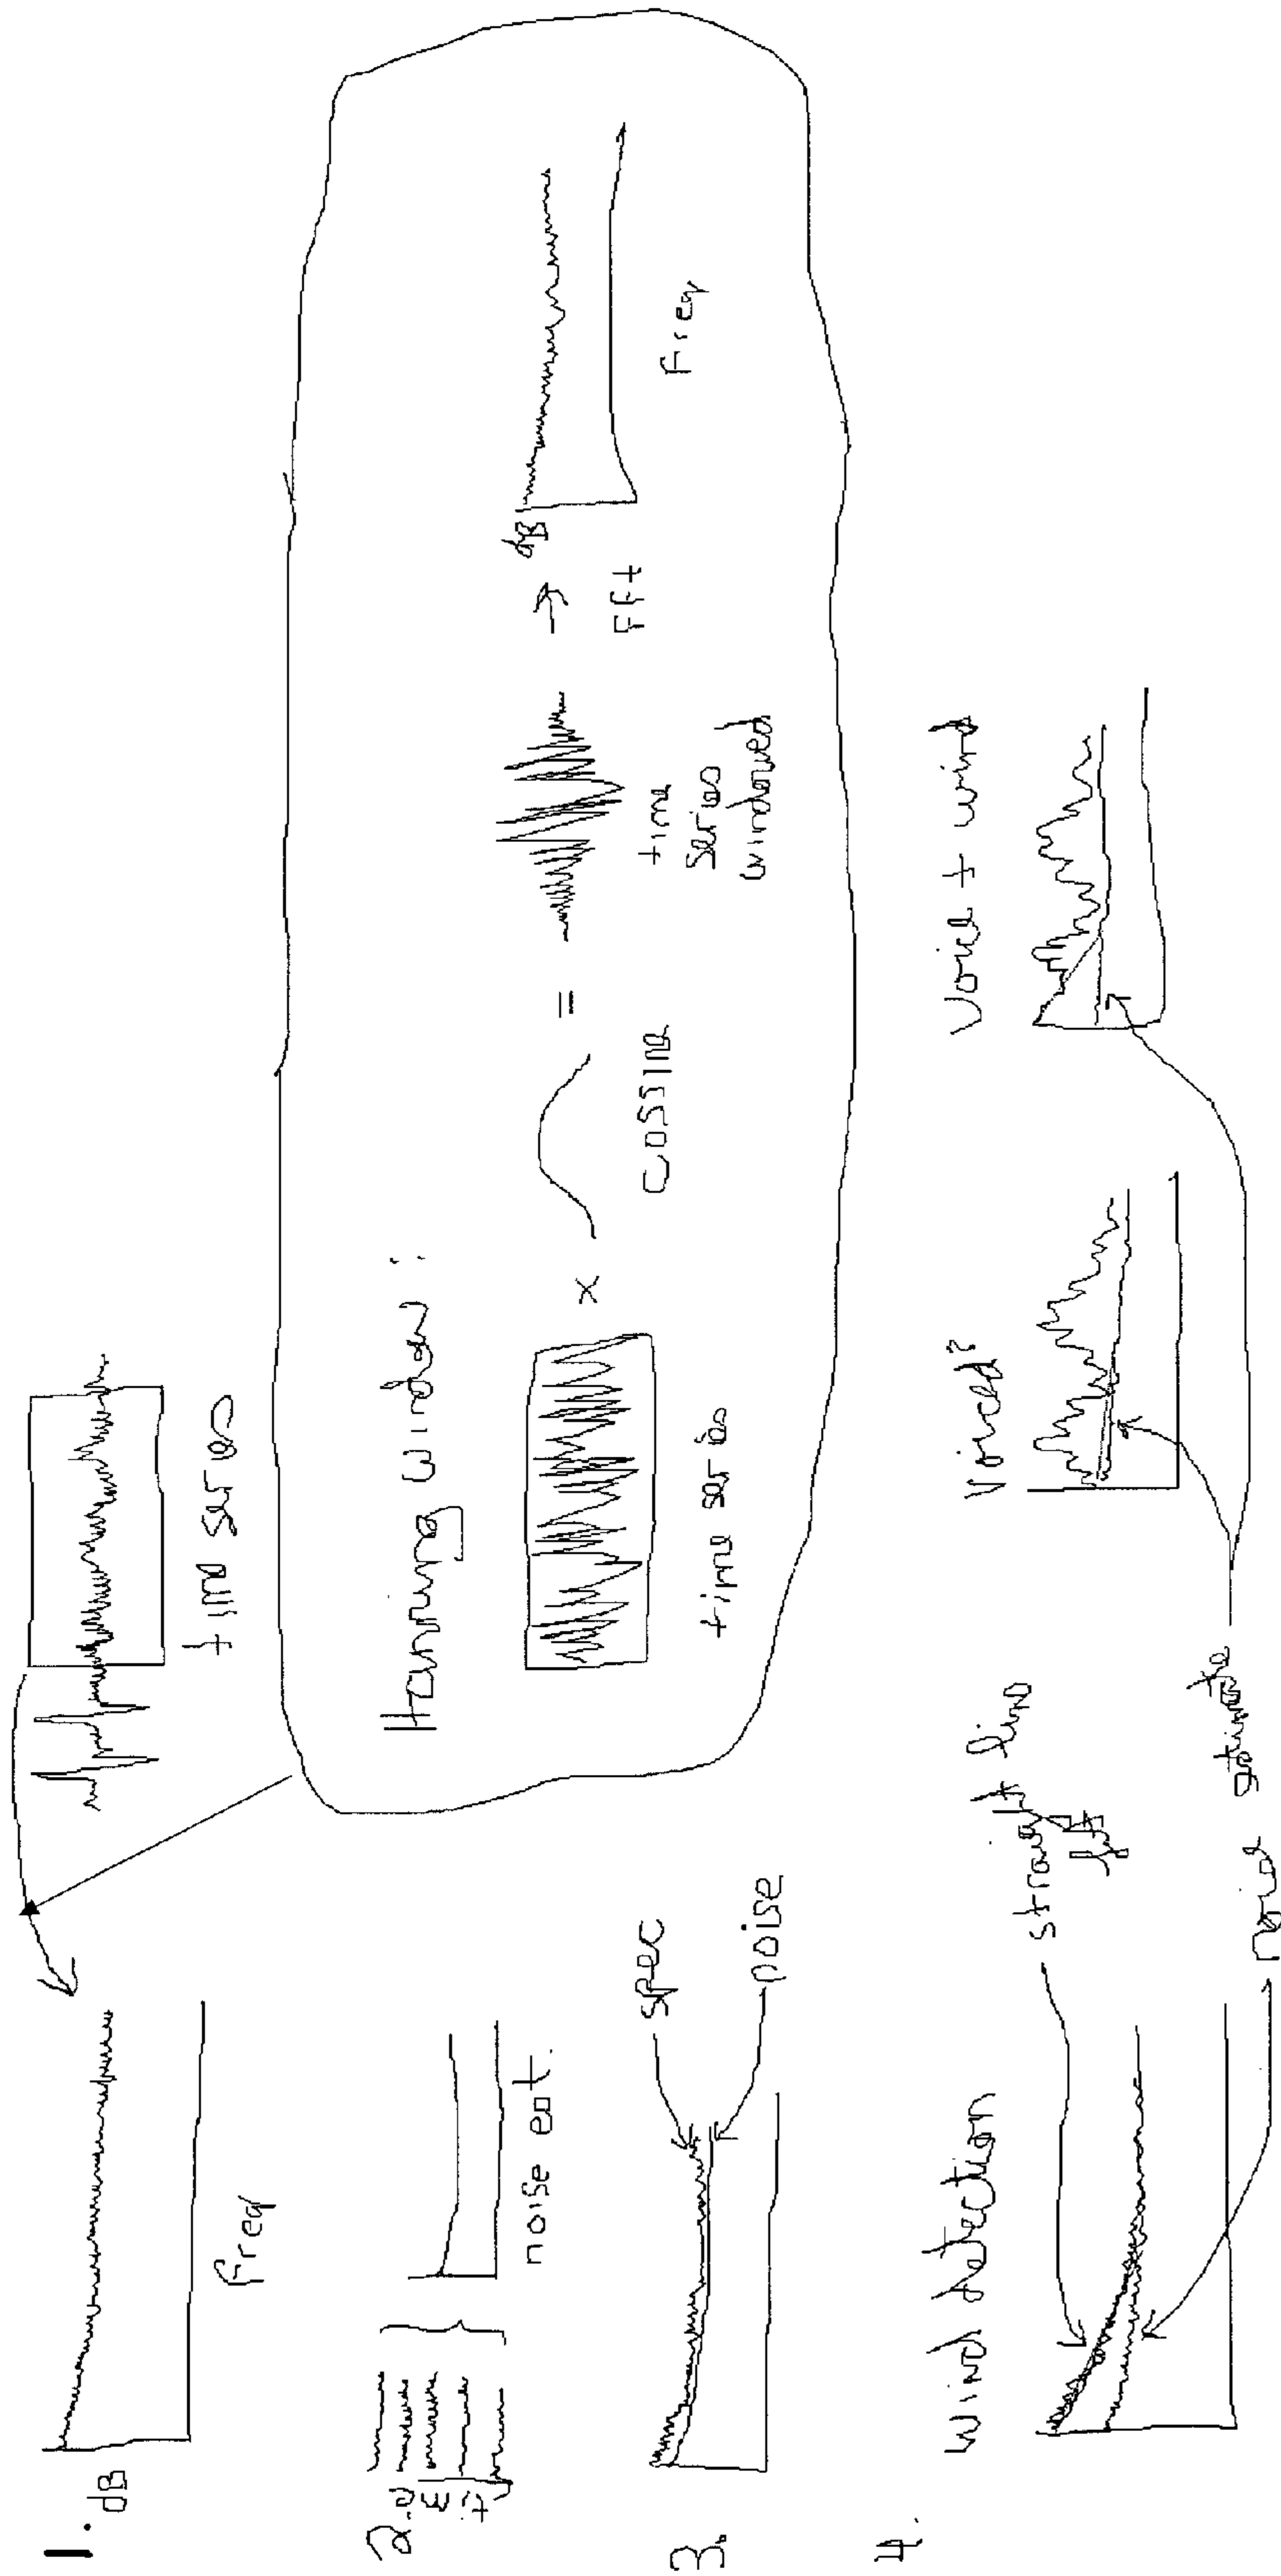 1.
dB
Freq
time series
Hanning Window :
time series
x
cossine
=
time
series
windowed
→
FFt
dB
Freq
2.
time
noise est.
3.
spec
noise
4.
Wind detection
straight line
fit
noise estimate
Voiced?
Voice + wind